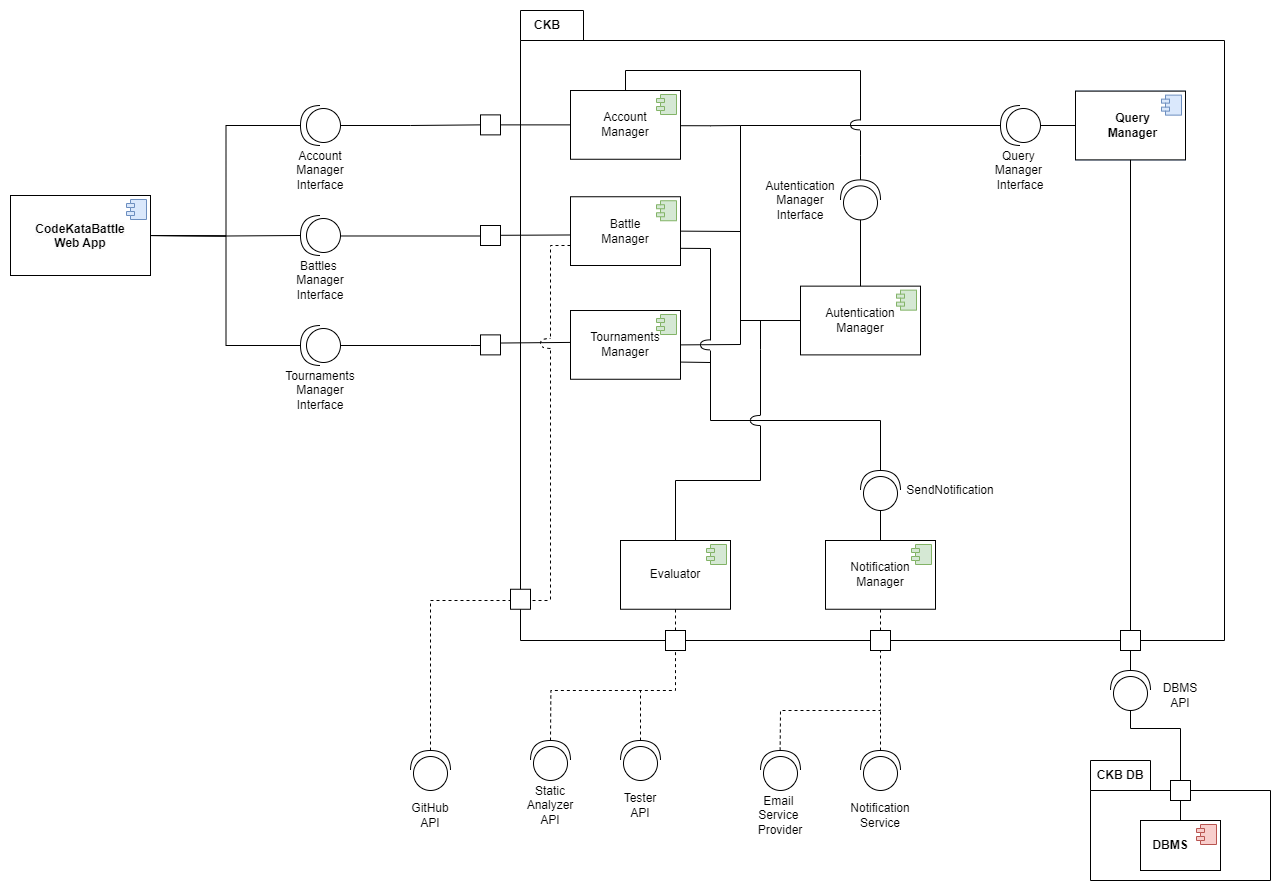 CKB
Account
Manager
Query
Manager
Account
Manager
Interface
Query
Manager
Interface
Autentication
Manager
Interface
CodeKataBattle
Web App
Battle
Manager
Battles
Manager
Interface
Autentication
Manager
Tournaments
Manager
Tournaments
Manager
Interface
SendNotification
Evaluator
Notification
Manager
DBMS
API
GitHub
API
Static
Analyzer
API
Tester
API
Email
Service
Provider
Notification
Service
CKB DB
DBMS